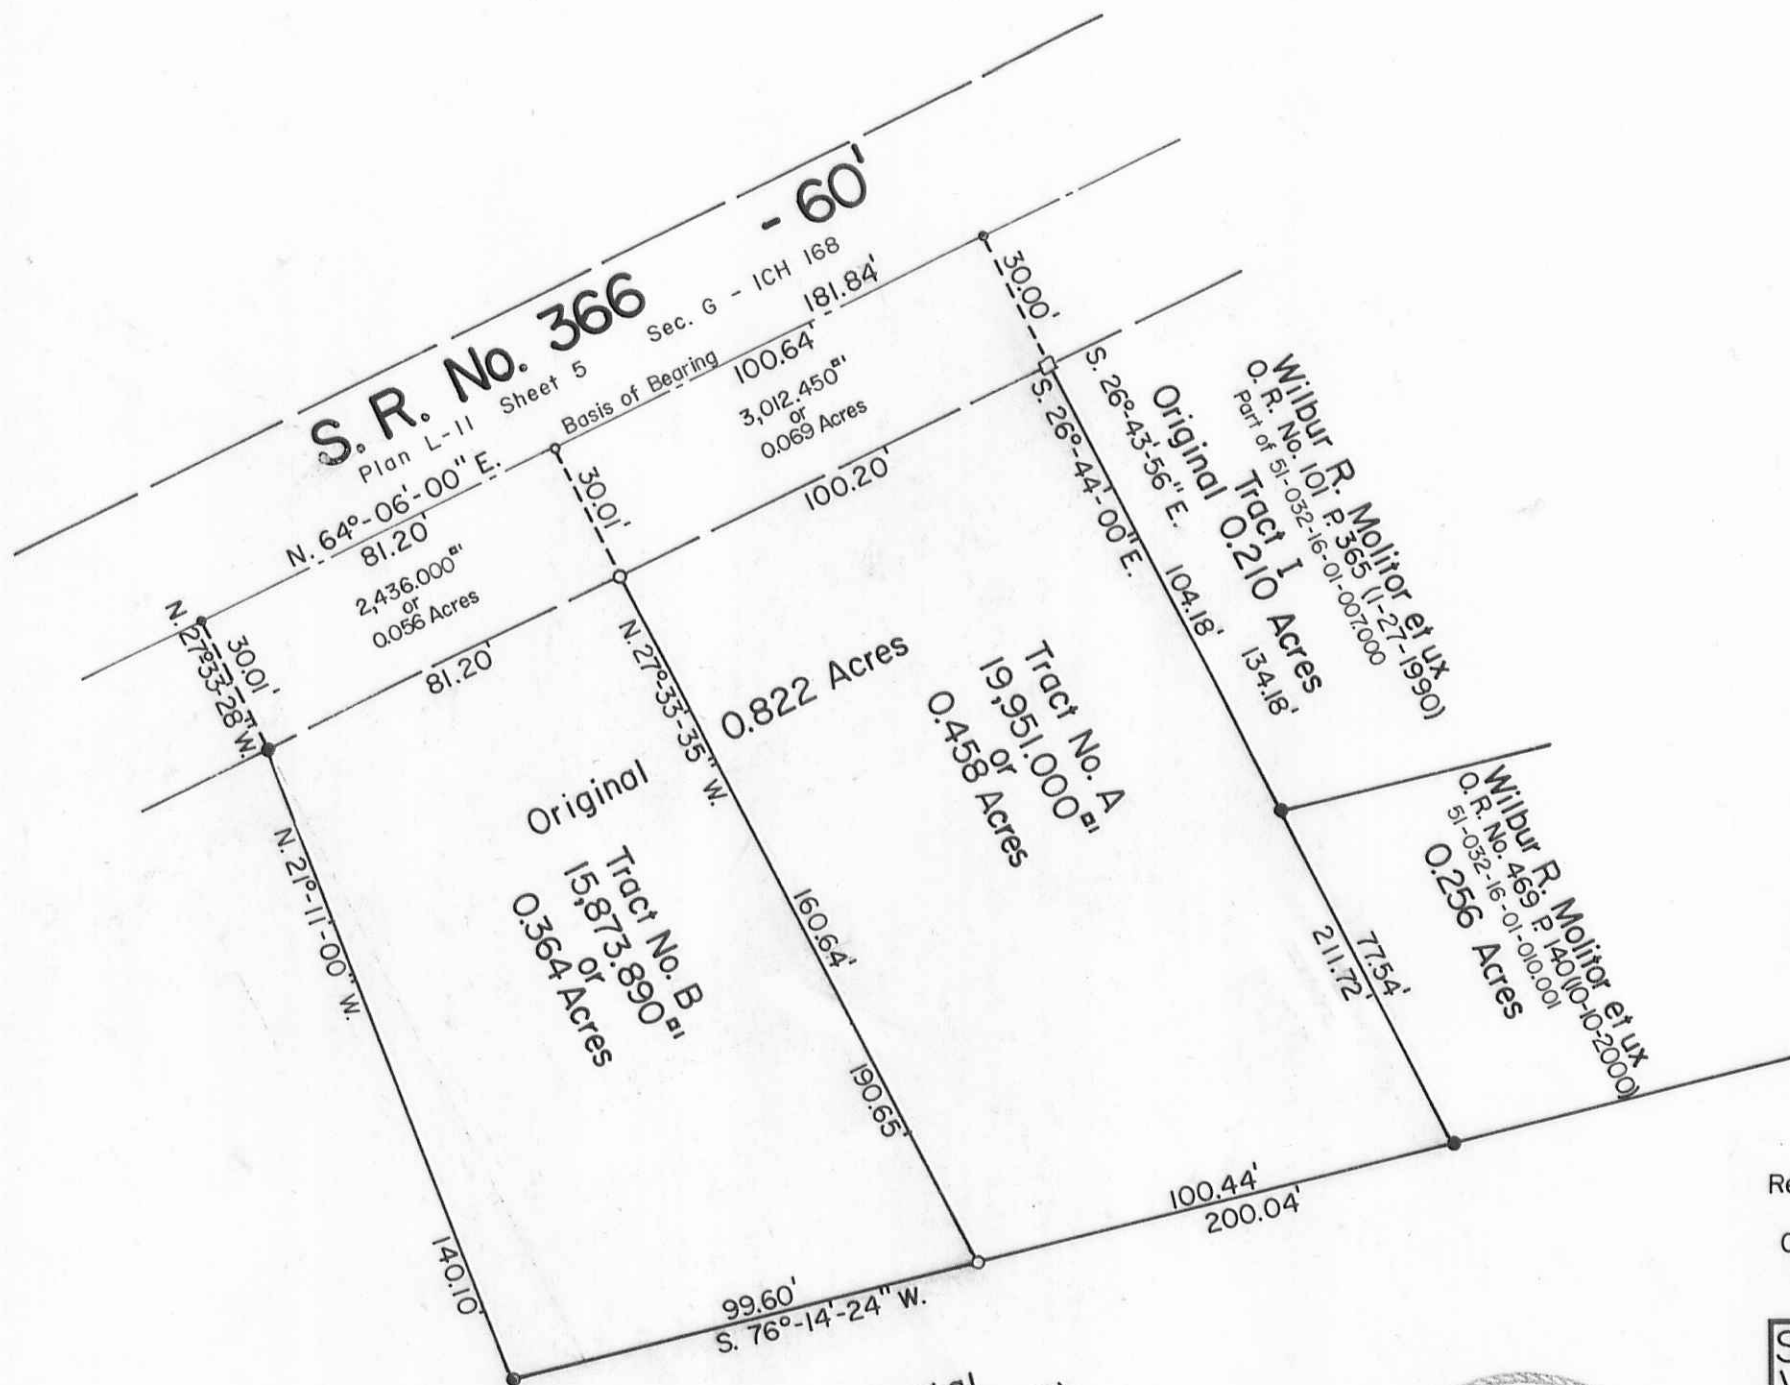 - 60'
S. R. No. 366
Plan L-11 Sheet 5 Sec. G - ICH 168
N. 64°-06'-00" E. Basis of Bearing 181.84'
81.20'
2,436.000
or
0.056 Acres
100.64'
3,012.450
or
0.069 Acres
30.00'
30.01'
30.01'
N. 27°33'-28" W.
81.20'
100.20'
S. 26°-43'-56" E. 134.18'
S. 26°-44'-00" E. 211.72'
104.18'
77.54'
Original
Tract I
0.210 Acres
Wilbur R. Molitor et ux
O. R. No. 101 P. 365 (1-27-1990)
Part of 51-032-16-01-007.000
Wilbur R. Molitor et ux
O. R. No. 469 P. 140 (10-10-2000)
51-032-16-01-010.001
0.256 Acres
Original 0.822 Acres
Tract No. A
19,951.000
or
0.458 Acres
Tract No. B
15,873.890
or
0.364 Acres
N. 27°-33'-35" W. 190.65'
160.64'
N. 21°-11'-00" W. 140.10'
99.60'
S. 76°-14'-24" W.
100.44'
200.04'